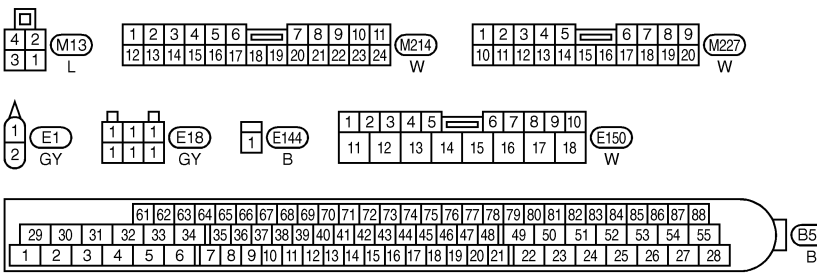 4 2 M13
3 1
L
1 2 3 4 5 6 7 8 9 10 11 M214
12 13 14 15 16 17 18 19 20 21 22 23 24
W
1 2 3 4 5 6 7 8 9 M227
10 11 12 13 14 15 16 17 18 19 20
W
1 E1
2
GY
1 1 1 E18
1 1 1
GY
1 E144
B
1 2 3 4 5 6 7 8 9 10 E150
11 12 13 14 15 16 17 18
W
61 62 63 64 65 66 67 68 69 70 71 72 73 74 75 76 77 78 79 80 81 82 83 84 85 86 87 88
29 30 31 32 33 34 35 36 37 38 39 40 41 42 43 44 45 46 47 48 49 50 51 52 53 54 55 B5
1 2 3 4 5 6 7 8 9 10 11 12 13 14 15 16 17 18 19 20 21 22 23 24 25 26 27 28
B